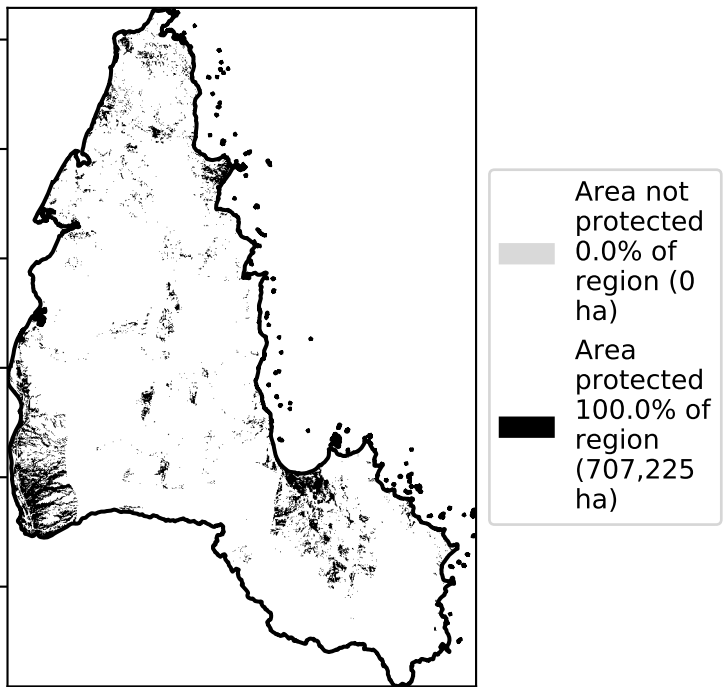 Area not
protected
0.0% of
region (0
ha)
Area
protected
100.0% of
region
(707,225
ha)